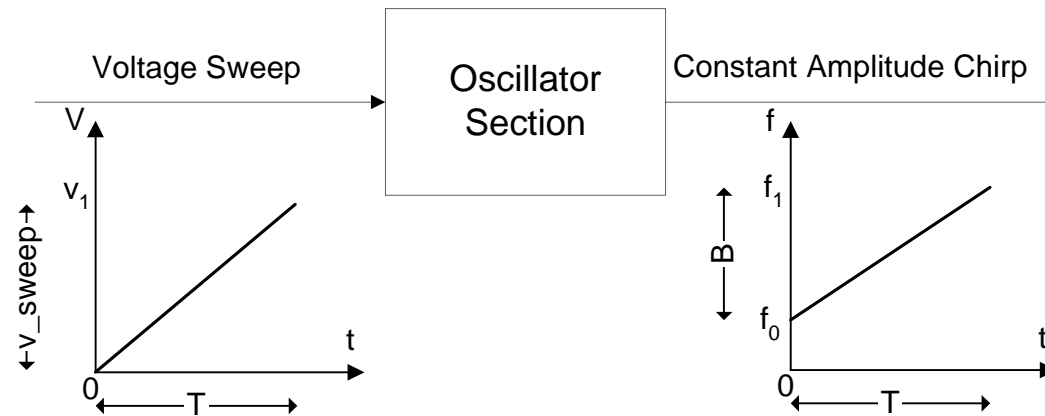 Voltage Sweep
Oscillator
Section
Constant Amplitude Chirp
V
v1
v_sweep
0
t
T
f
f1
B
f0
0
t
T